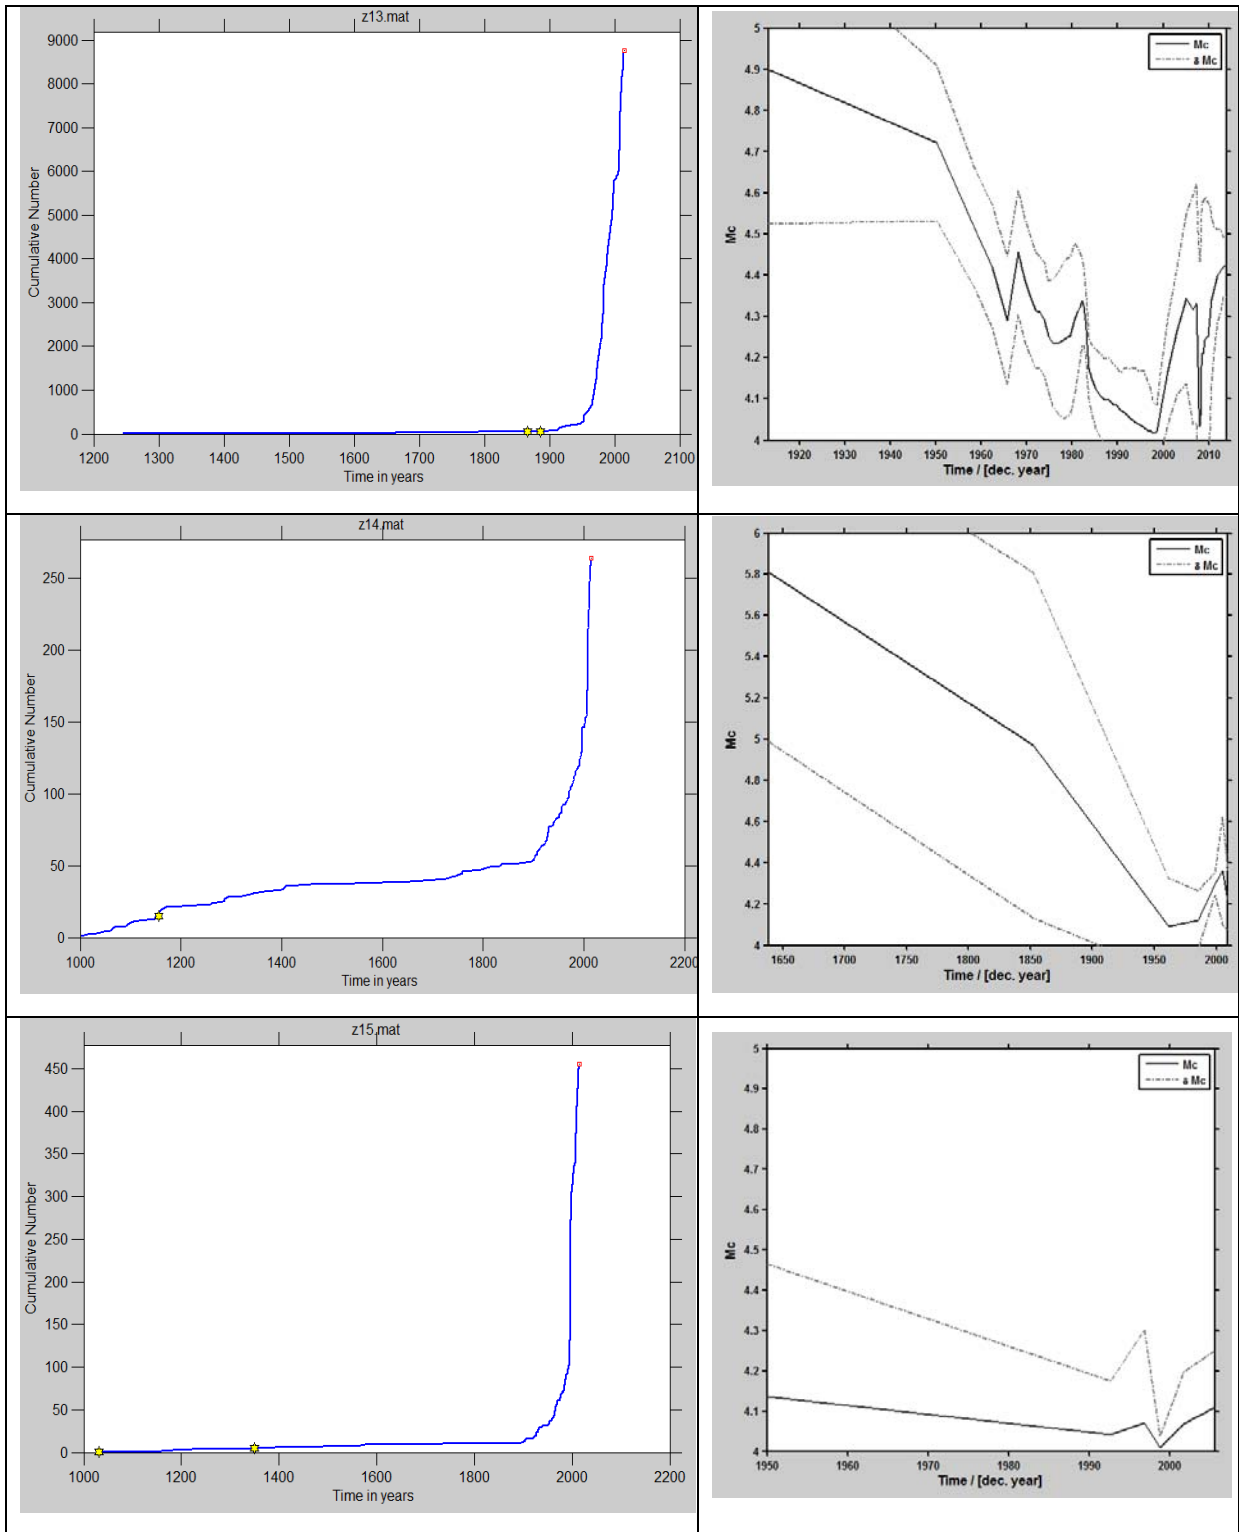 z13.mat
9000
8000
7000
6000
5000
4000
3000
2000
1000
0
Cumulative Number
1200 1300 1400 1500 1600 1700 1800 1900 2000 2100
Time in years
Mc
δ Mc
5
4.9
4.8
4.7
4.6
4.5
4.4
4.3
4.2
4.1
4
Mc
1920 1930 1940 1950 1960 1970 1980 1990 2000 2010
Time / [dec. year]
z14.mat
250
200
150
100
50
0
Cumulative Number
1000 1200 1400 1600 1800 2000 2200
Time in years
Mc
δ Mc
6
5.8
5.6
5.4
5.2
5
4.8
4.6
4.4
4.2
4
Mc
1650 1700 1750 1800 1850 1900 1950 2000
Time / [dec. year]
z15.mat
450
400
350
300
250
200
150
100
50
0
Cumulative Number
1000 1200 1400 1600 1800 2000 2200
Time in years
Mc
δ Mc
5
4.9
4.8
4.7
4.6
4.5
4.4
4.3
4.2
4.1
4
Mc
1950 1960 1970 1980 1990 2000
Time / [dec. year]